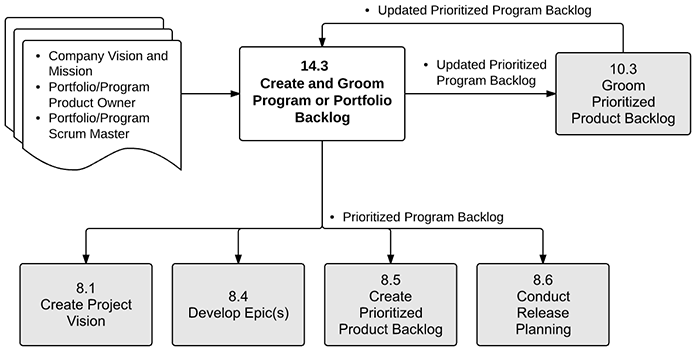 • Updated Prioritized Program Backlog
• Company Vision and
Mission
• Portfolio/Program
Product Owner
• Portfolio/Program
Scrum Master
14.3
Create and Groom
Program or Portfolio
Backlog
• Updated Prioritized
Program Backlog
10.3
Groom
Prioritized
Product Backlog
• Prioritized Program Backlog
8.1
Create Project
Vision
8.4
Develop Epic(s)
8.5
Create
Prioritized
Product Backlog
8.6
Conduct
Release
Planning